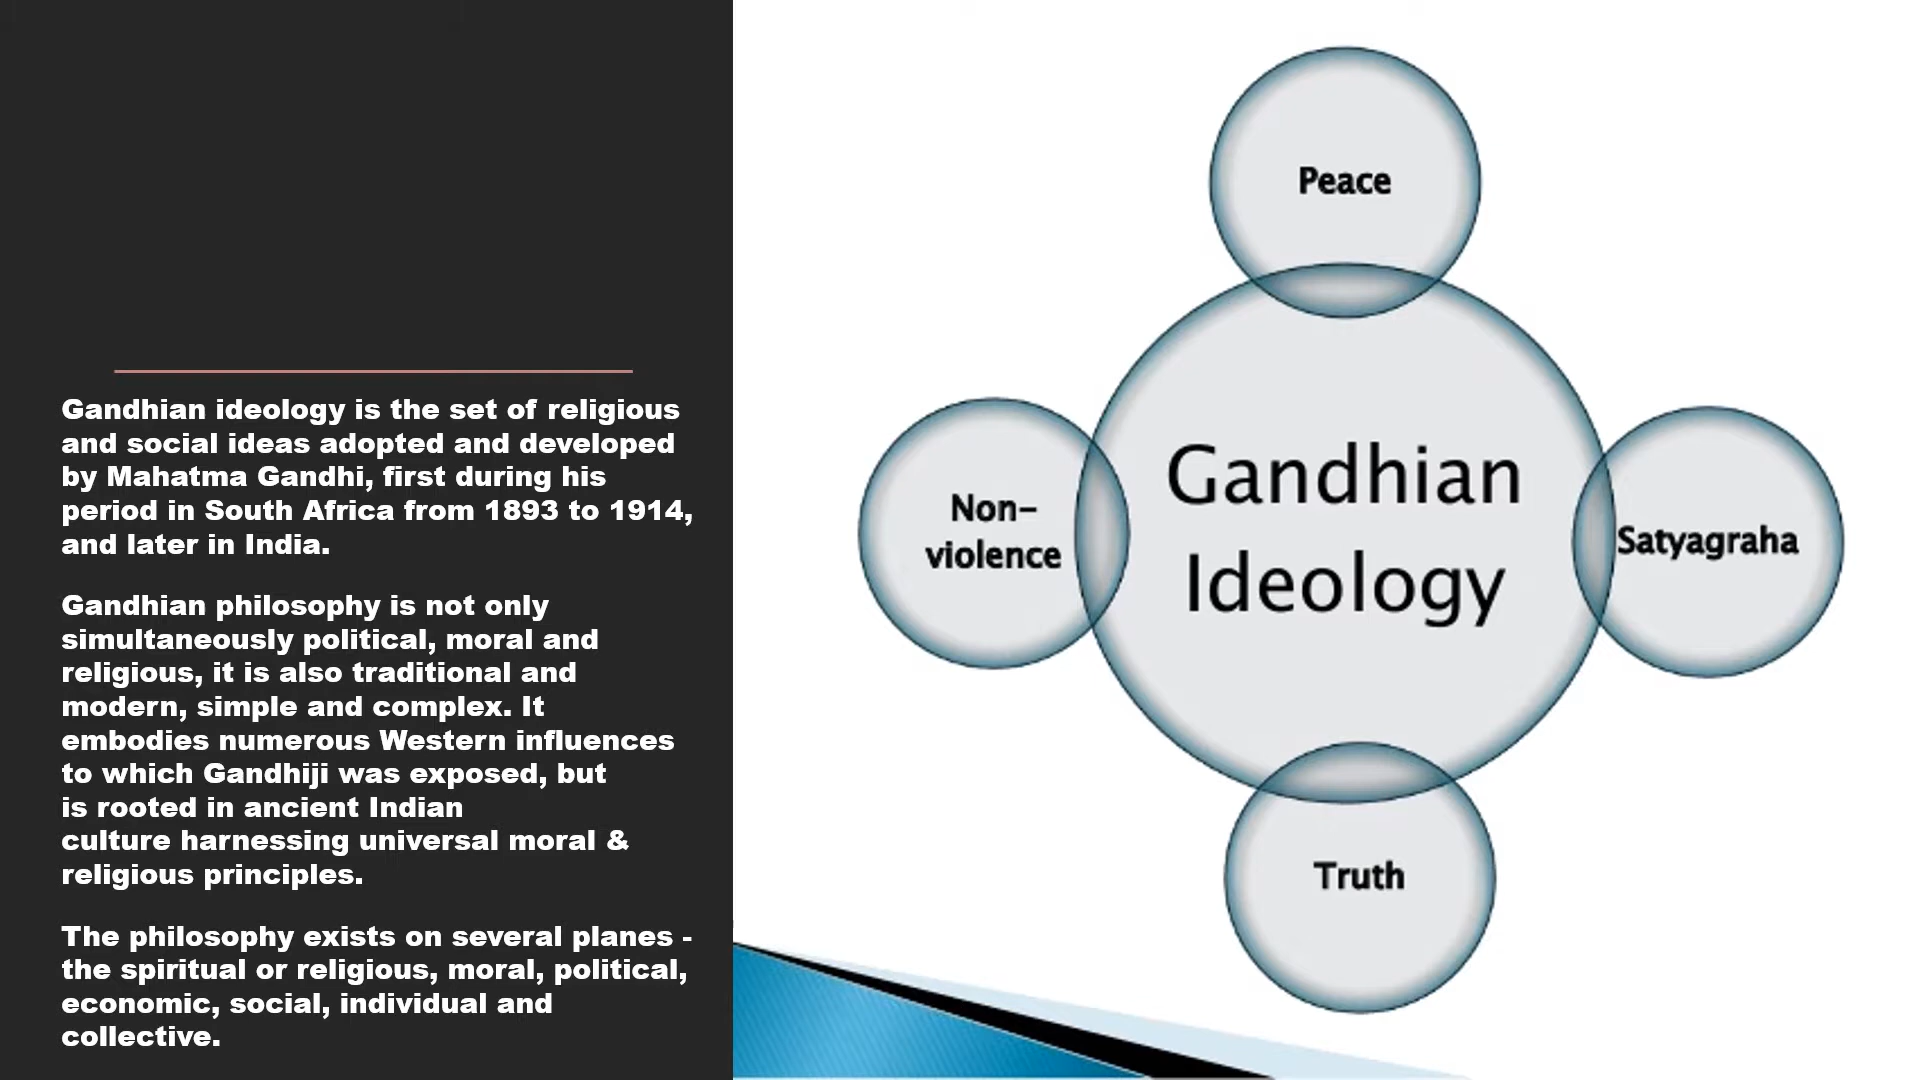 Gandhian ideology is the set of religious
and social ideas adopted and developed
by Mahatma Gandhi, first during his
period in South Africa from 1893 to 1914,
and later in India.
Gandhian philosophy is not only
simultaneously political, moral and
religious, it is also traditional and
modern, simple and complex. It
embodies numerous Western influences
to which Gandhiji was exposed, but
is rooted in ancient Indian
culture harnessing universal moral &
religious principles.
The philosophy exists on several planes -
the spiritual or religious, moral, political,
economic, social, individual and
collective.
Peace
Non-
violence
Gandhian
Ideology
Satyagraha
Truth